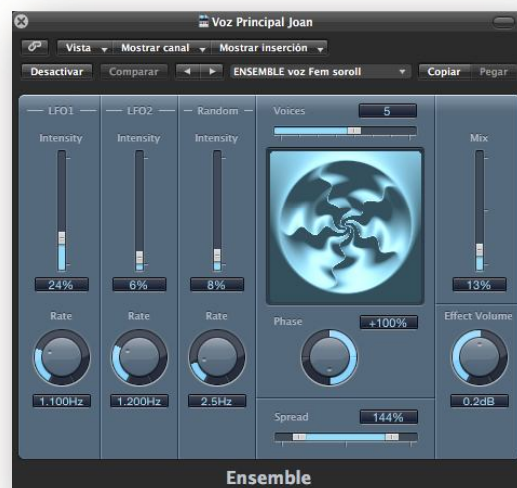 Voz Principal Joan
Vista Mostrar canal Mostrar inserción
Desactivar Comparar ENSEMBLE voz Fem soroll Copiar Pegar
LFO1 LFO2 Random Voices 5
Intensity Intensity Intensity Mix
24% 6% 8% 13%
Rate Rate Rate Phase +100% Effect Volume
1.100Hz 1.200Hz 2.5Hz 0.2dB
Spread 144%
Ensemble